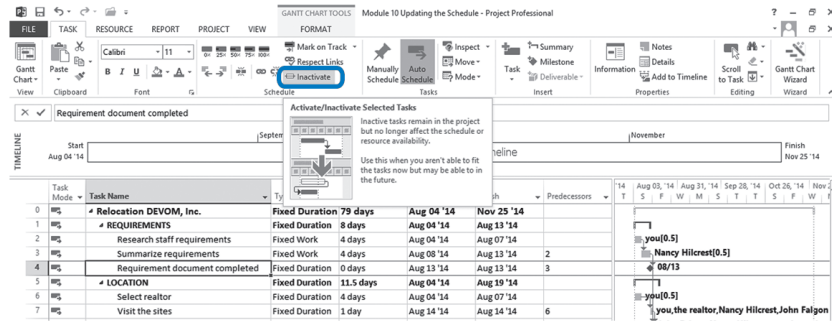 GANTT CHART TOOLS Module 10 Updating the Schedule - Project Professional
FILE TASK RESOURCE REPORT PROJECT VIEW FORMAT
Gantt Chart
View
Paste
Clipboard
Calibri 11
B I U A
Font
0% 25% 50% 75% 100%
Mark on Track
Respect Links
Inactivate
Schedule
Manually Schedule
Auto Schedule
Inspect
Move
Mode
Tasks
Task
Summary
Milestone
Deliverable
Insert
Information
Notes
Details
Add to Timeline
Properties
Scroll to Task
Editing
Gantt Chart Wizard
Wizard
Requirement document completed
Activate/Inactivate Selected Tasks
Inactive tasks remain in the project
but no longer affect the schedule or
resource availability.
Use this when you aren't able to fit
the tasks now but may be able to in
the future.
TIMELINE
Start
Aug 04 '14
Septem
November
eline
Finish
Nov 25 '14
Task Mode Task Name Ty sh Predecessors
'14 Aug 03, '14 Aug 31, '14 Sep 28, '14 Oct 26, '14 Nov
T S F W M S T S F W
0 Relocation DEVOM, Inc. Fixed Duration 79 days Aug 04 '14 Nov 25 '14
1 REQUIREMENTS Fixed Duration 8 days Aug 04 '14 Aug 13 '14
2 Research staff requirements Fixed Work 4 days Aug 04 '14 Aug 07 '14 you[0.5]
3 Summarize requirements Fixed Work 4 days Aug 08 '14 Aug 13 '14 2 Nancy Hilcrest[0.5]
4 Requirement document completed Fixed Duration 0 days Aug 13 '14 Aug 13 '14 3 08/13
5 LOCATION Fixed Duration 11.5 days Aug 04 '14 Aug 19 '14
6 Select realtor Fixed Duration 4 days Aug 04 '14 Aug 07 '14 you[0.5]
7 Visit the sites Fixed Duration 1 day Aug 14 '14 Aug 14 '14 6 you,the realtor,Nancy Hilcrest,John Falgon